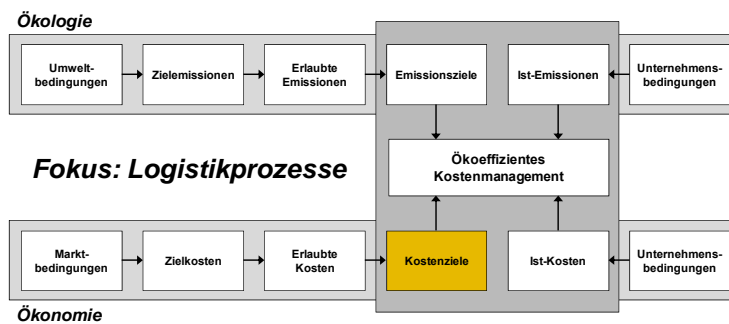 Ökologie
Umwelt-
bedingungen
Zielemissionen
Erlaubte
Emissionen
Emissionsziele
Ist-Emissionen
Unternehmens-
bedingungen
Fokus: Logistikprozesse
Ökoeffizientes
Kostenmanagement
Markt-
bedingungen
Zielkosten
Erlaubte
Kosten
Kostenziele
Ist-Kosten
Unternehmens-
bedingungen
Ökonomie